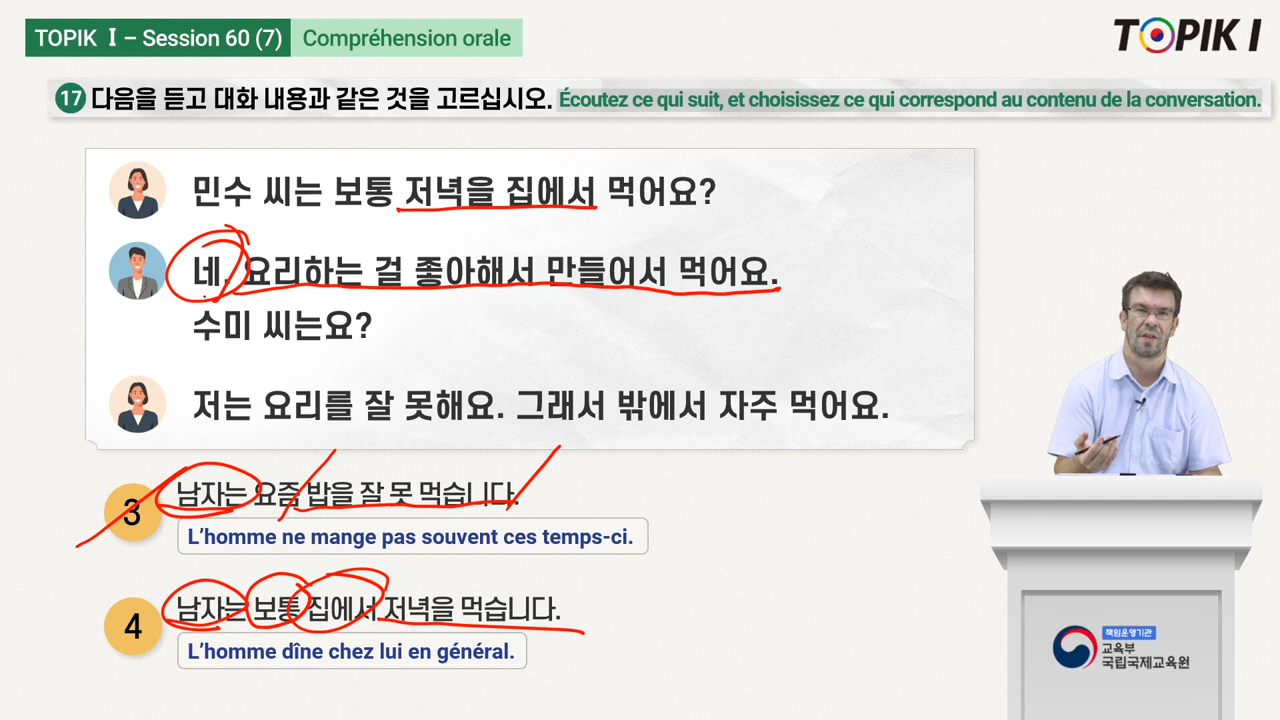 TOPIK Ⅰ – Session 60 (7) Compréhension orale
TOPIK I
17 다음을 듣고 대화 내용과 같은 것을 고르십시오. Écoutez ce qui suit, et choisissez ce qui correspond au contenu de la conversation.
민수 씨는 보통 저녁을 집에서 먹어요?
네, 요리하는 걸 좋아해서 만들어서 먹어요.
수미 씨는요?
저는 요리를 잘 못해요. 그래서 밖에서 자주 먹어요.
3 남자는 요즘 밥을 잘 못 먹습니다.
L’homme ne mange pas souvent ces temps-ci.
4 남자는 보통 집에서 저녁을 먹습니다.
L’homme dîne chez lui en général.
책임운영기관
교육부
국립국제교육원